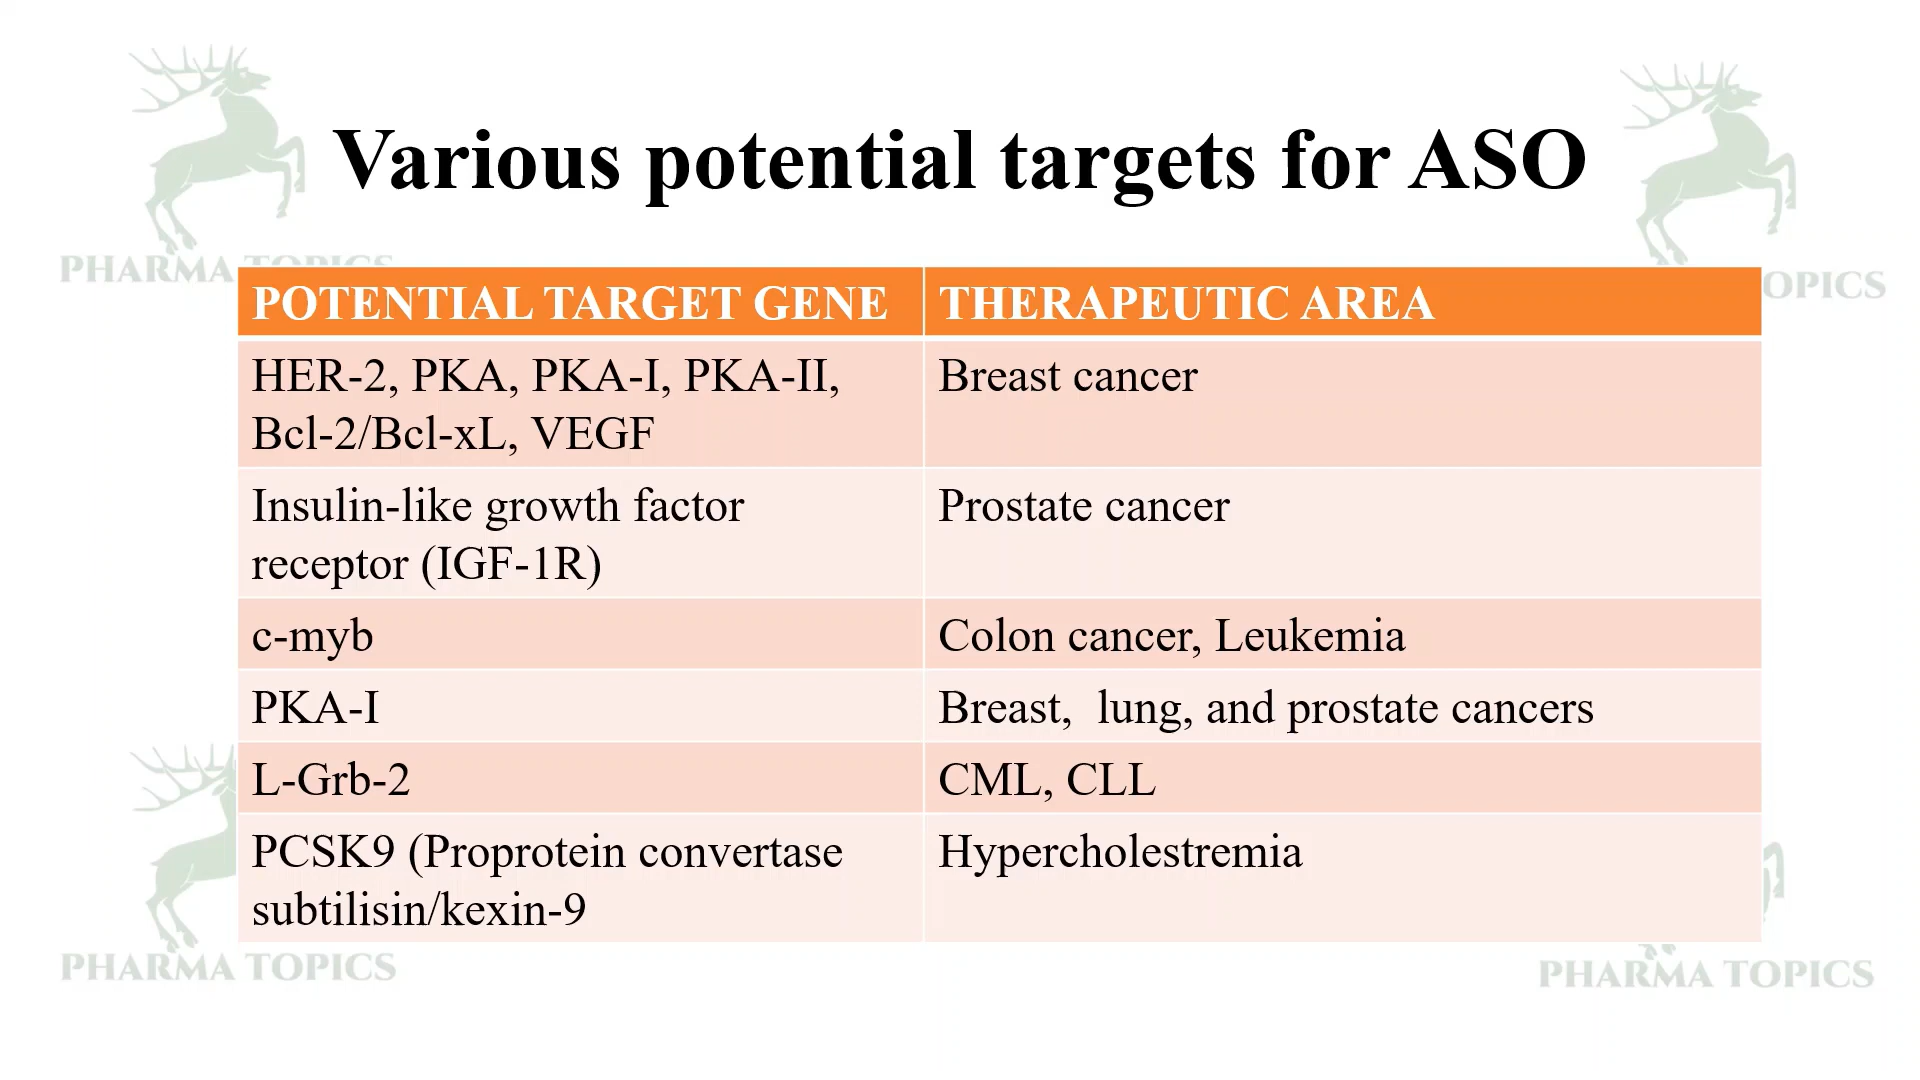 Various potential targets for ASO
PHARMA TOPICS
OPICS
POTENTIAL TARGET GENE THERAPEUTIC AREA
HER-2, PKA, PKA-I, PKA-II, Breast cancer
Bcl-2/Bcl-xL, VEGF
Insulin-like growth factor Prostate cancer
receptor (IGF-1R)
c-myb Colon cancer, Leukemia
PKA-I Breast, lung, and prostate cancers
L-Grb-2 CML, CLL
PCSK9 (Proprotein convertase Hypercholestremia
subtilisin/kexin-9
PHARMA TOPICS
PHARMA TOPICS